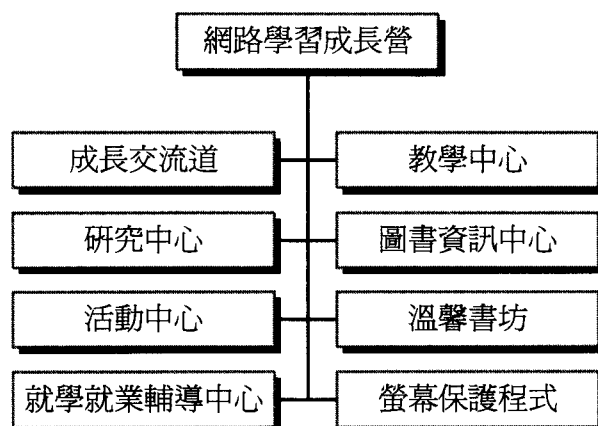 網路學習成長營
成長交流道
教學中心
研究中心
圖書資訊中心
活動中心
溫馨書坊
就學就業輔導中心
螢幕保護程式